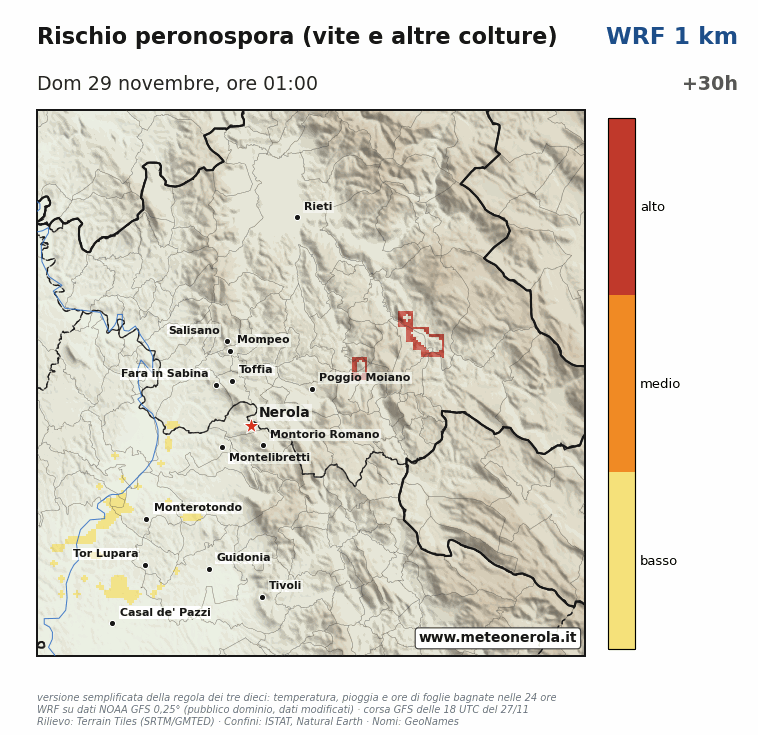 Rischio peronospora (vite e altre colture)
WRF 1 km
Dom 29 novembre, ore 01:00
+30h
alto
Rieti
Salisano
Mompeo
medio
Fara in Sabina
Toffia
Poggio Moiano
Nerola
Montorio Romano
Montelibretti
Monterotondo
Tor Lupara
Guidonia
basso
Tivoli
Casal de' Pazzi
www.meteonerola.it
versione semplificata della regola dei tre dieci: temperatura, pioggia e ore di foglie bagnate nelle 24 ore
WRF su dati NOAA GFS 0,25° (pubblico dominio, dati modificati) · corsa GFS delle 18 UTC del 27/11
Rilievo: Terrain Tiles (SRTM/GMTED) · Confini: ISTAT, Natural Earth · Nomi: GeoNames